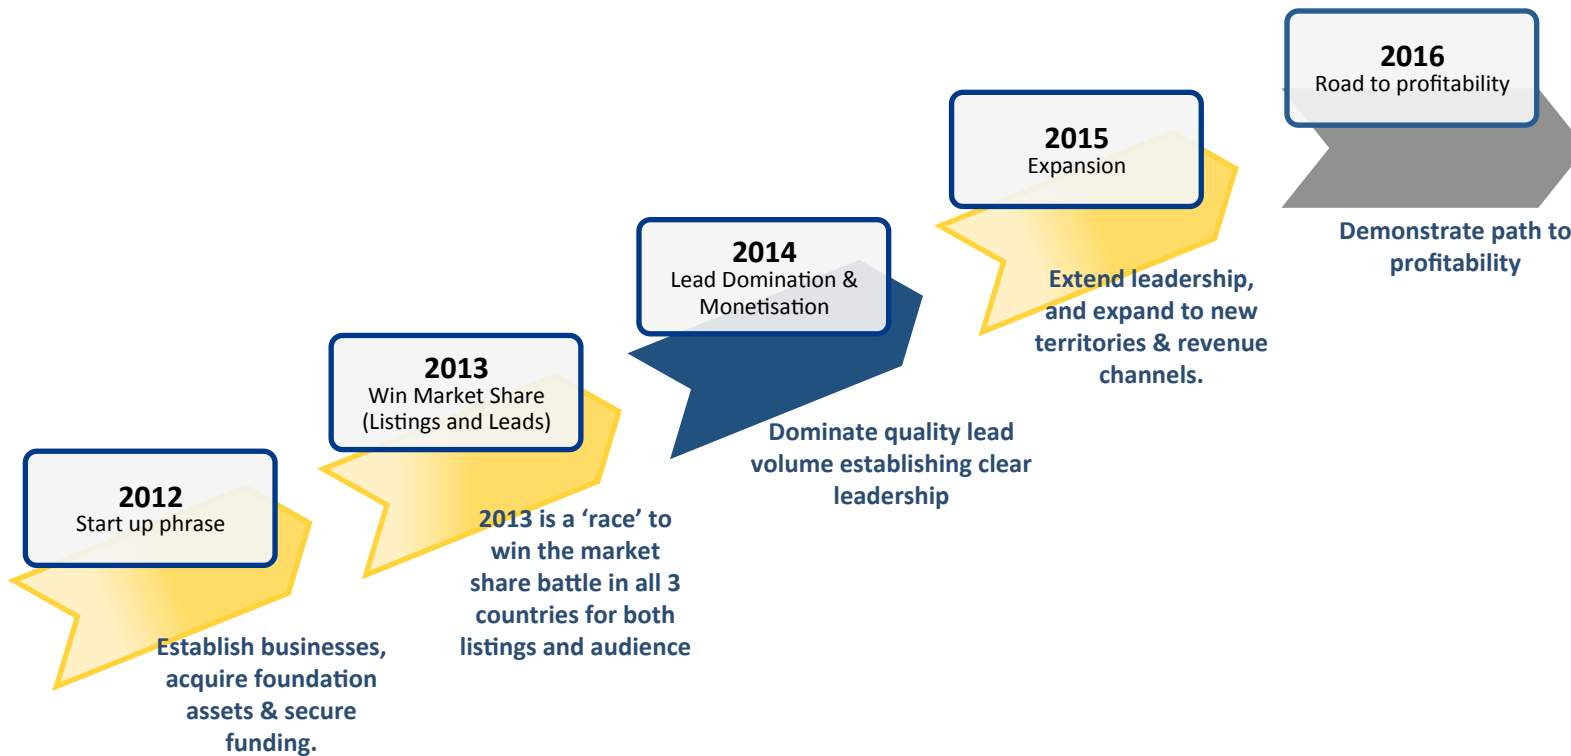 2012
Start up phrase
Establish businesses,
acquire foundation
assets & secure
funding.
2013
Win Market Share
(Listings and Leads)
2013 is a ‘race’ to
win the market
share battle in all 3
countries for both
listings and audience
2014
Lead Domination &
Monetisation
Dominate quality lead
volume establishing clear
leadership
2015
Expansion
Extend leadership,
and expand to new
territories & revenue
channels.
2016
Road to profitability
Demonstrate path to
profitability